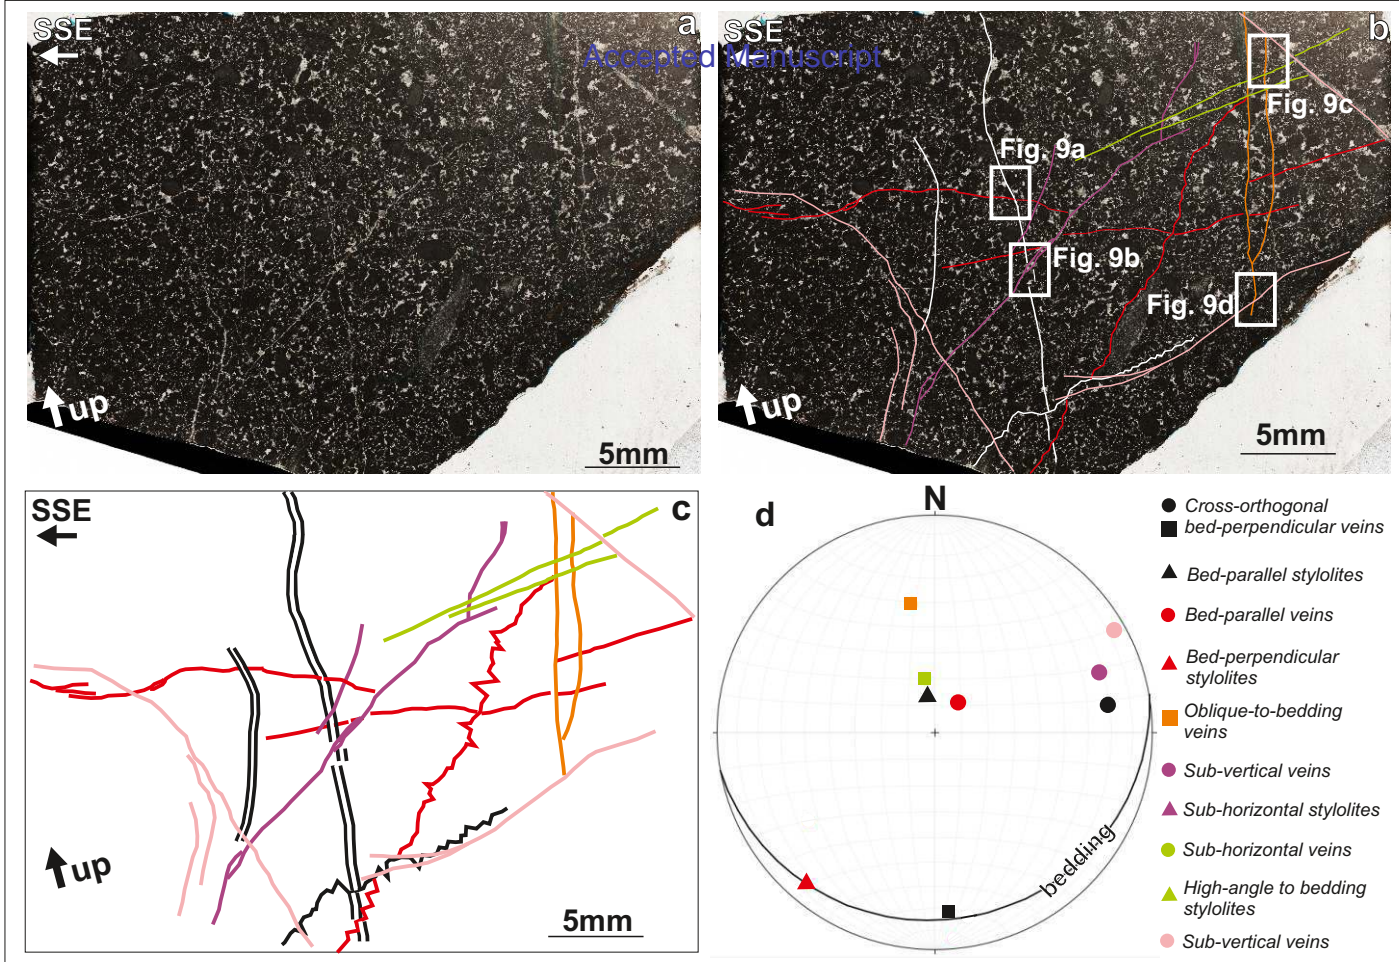 SSE
a
up
5mm
Accepted Manuscript
SSE
b
Fig. 9c
Fig. 9a
Fig. 9b
Fig. 9d
up
5mm
SSE
c
up
5mm
d
N
bedding
Cross-orthogonal
bed-perpendicular veins
Bed-parallel stylolites
Bed-parallel veins
Bed-perpendicular
stylolites
Oblique-to-bedding
veins
Sub-vertical veins
Sub-horizontal stylolites
Sub-horizontal veins
High-angle to bedding
stylolites
Sub-vertical veins